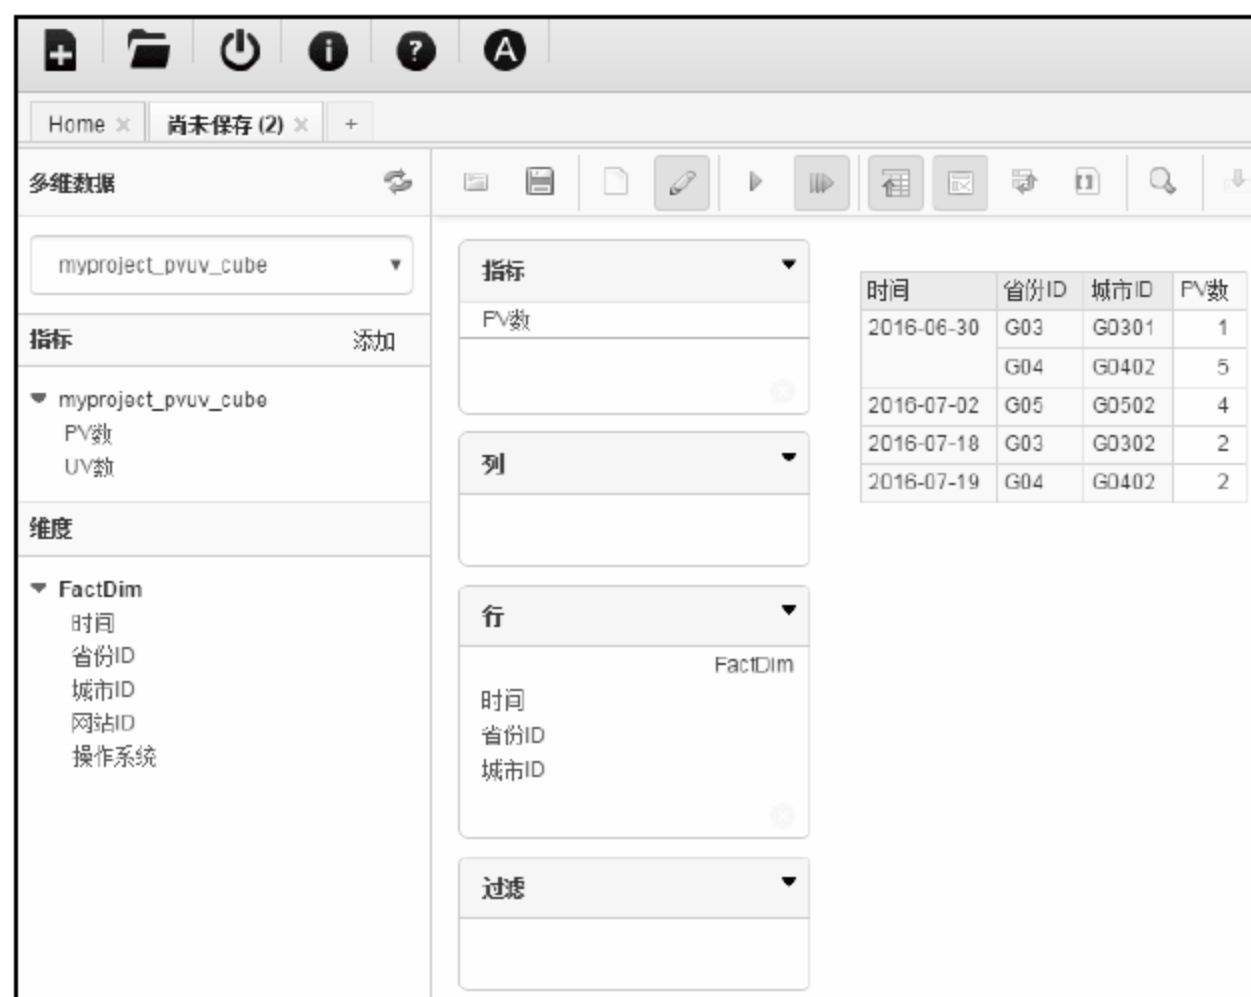 Home × 尚未保存 (2) × +
多维数据
myproject_pvuv_cube
指标 添加
myproject_pvuv_cube
PV数
UV数
维度
FactDim
时间
省份ID
城市ID
网站ID
操作系统
指标
PV数
列
行
FactDim
时间
省份ID
城市ID
过滤
时间 省份ID 城市ID PV数
2016-06-30 G03 G0301 1
G04 G0402 5
2016-07-02 G05 G0502 4
2016-07-18 G03 G0302 2
2016-07-19 G04 G0402 2